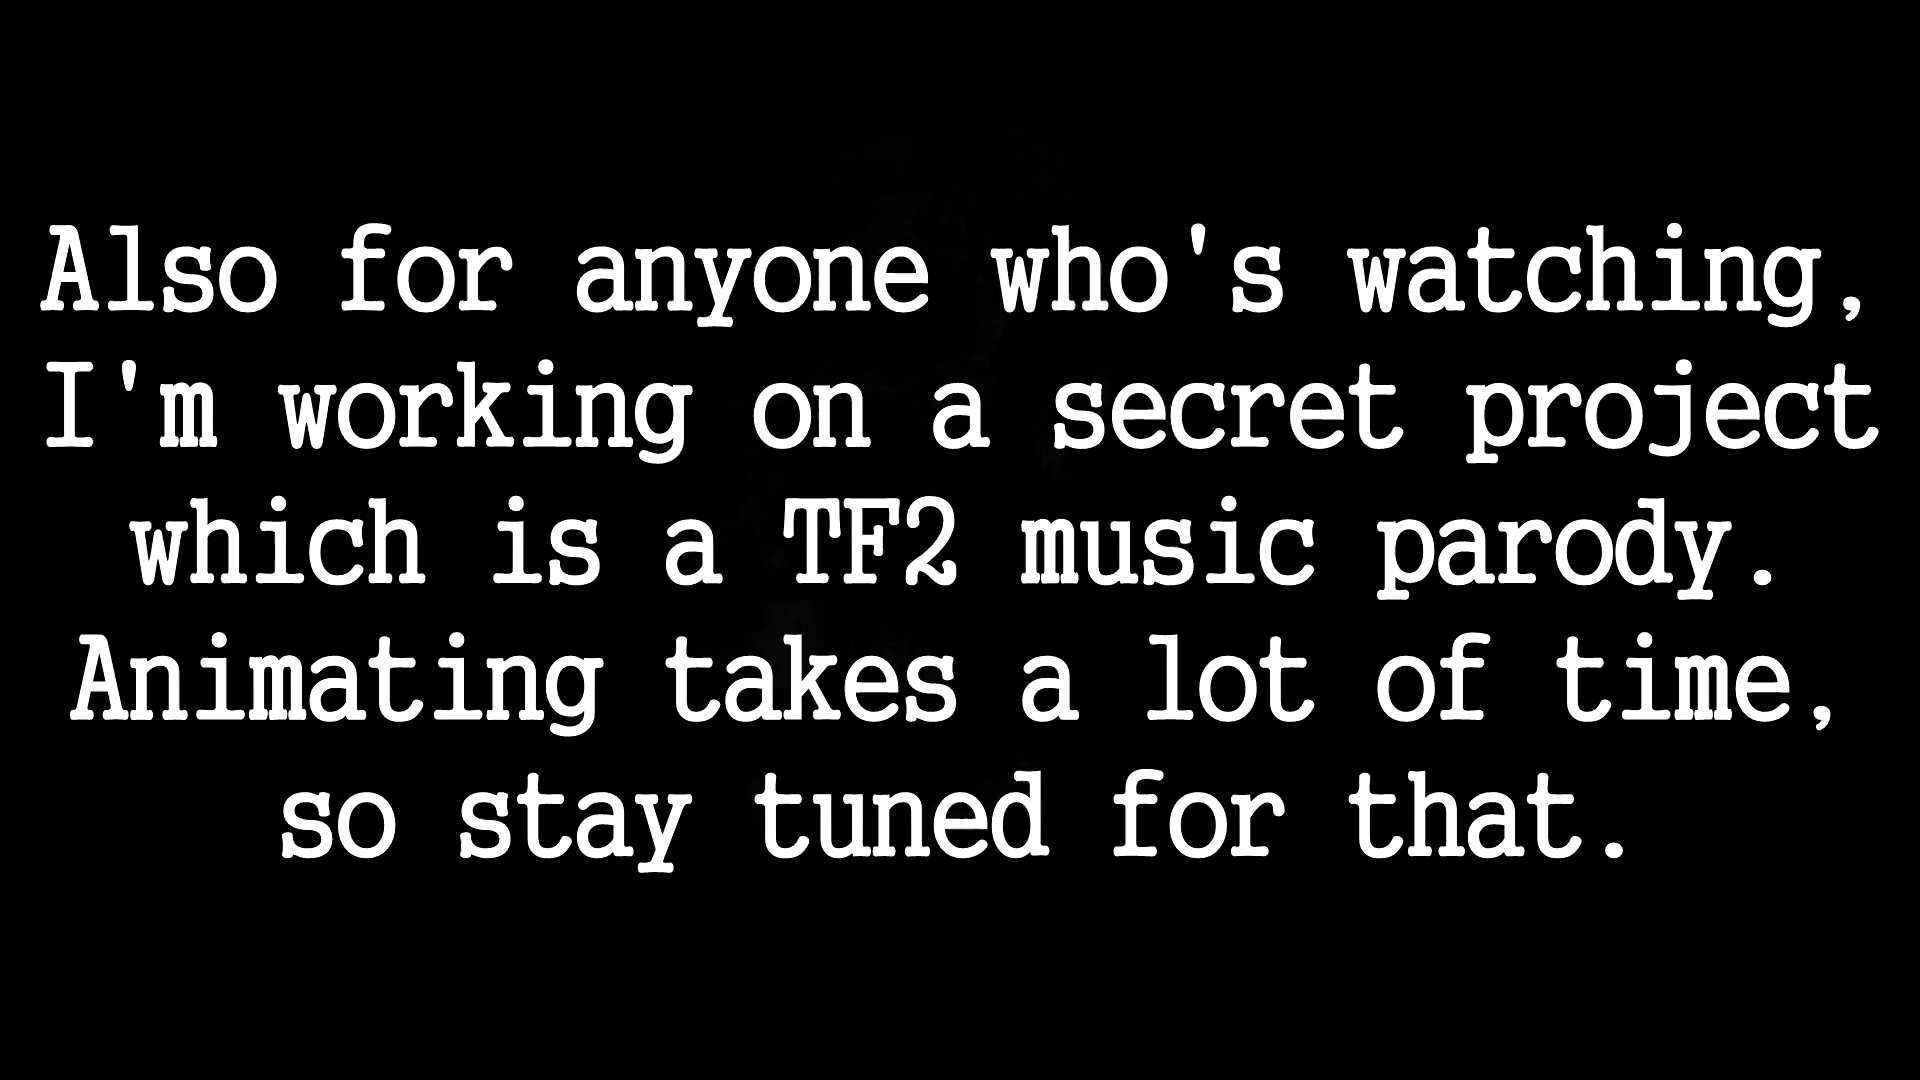 Also for anyone who's watching,
I'm working on a secret project
which is a TF2 music parody.
Animating takes a lot of time,
so stay tuned for that.